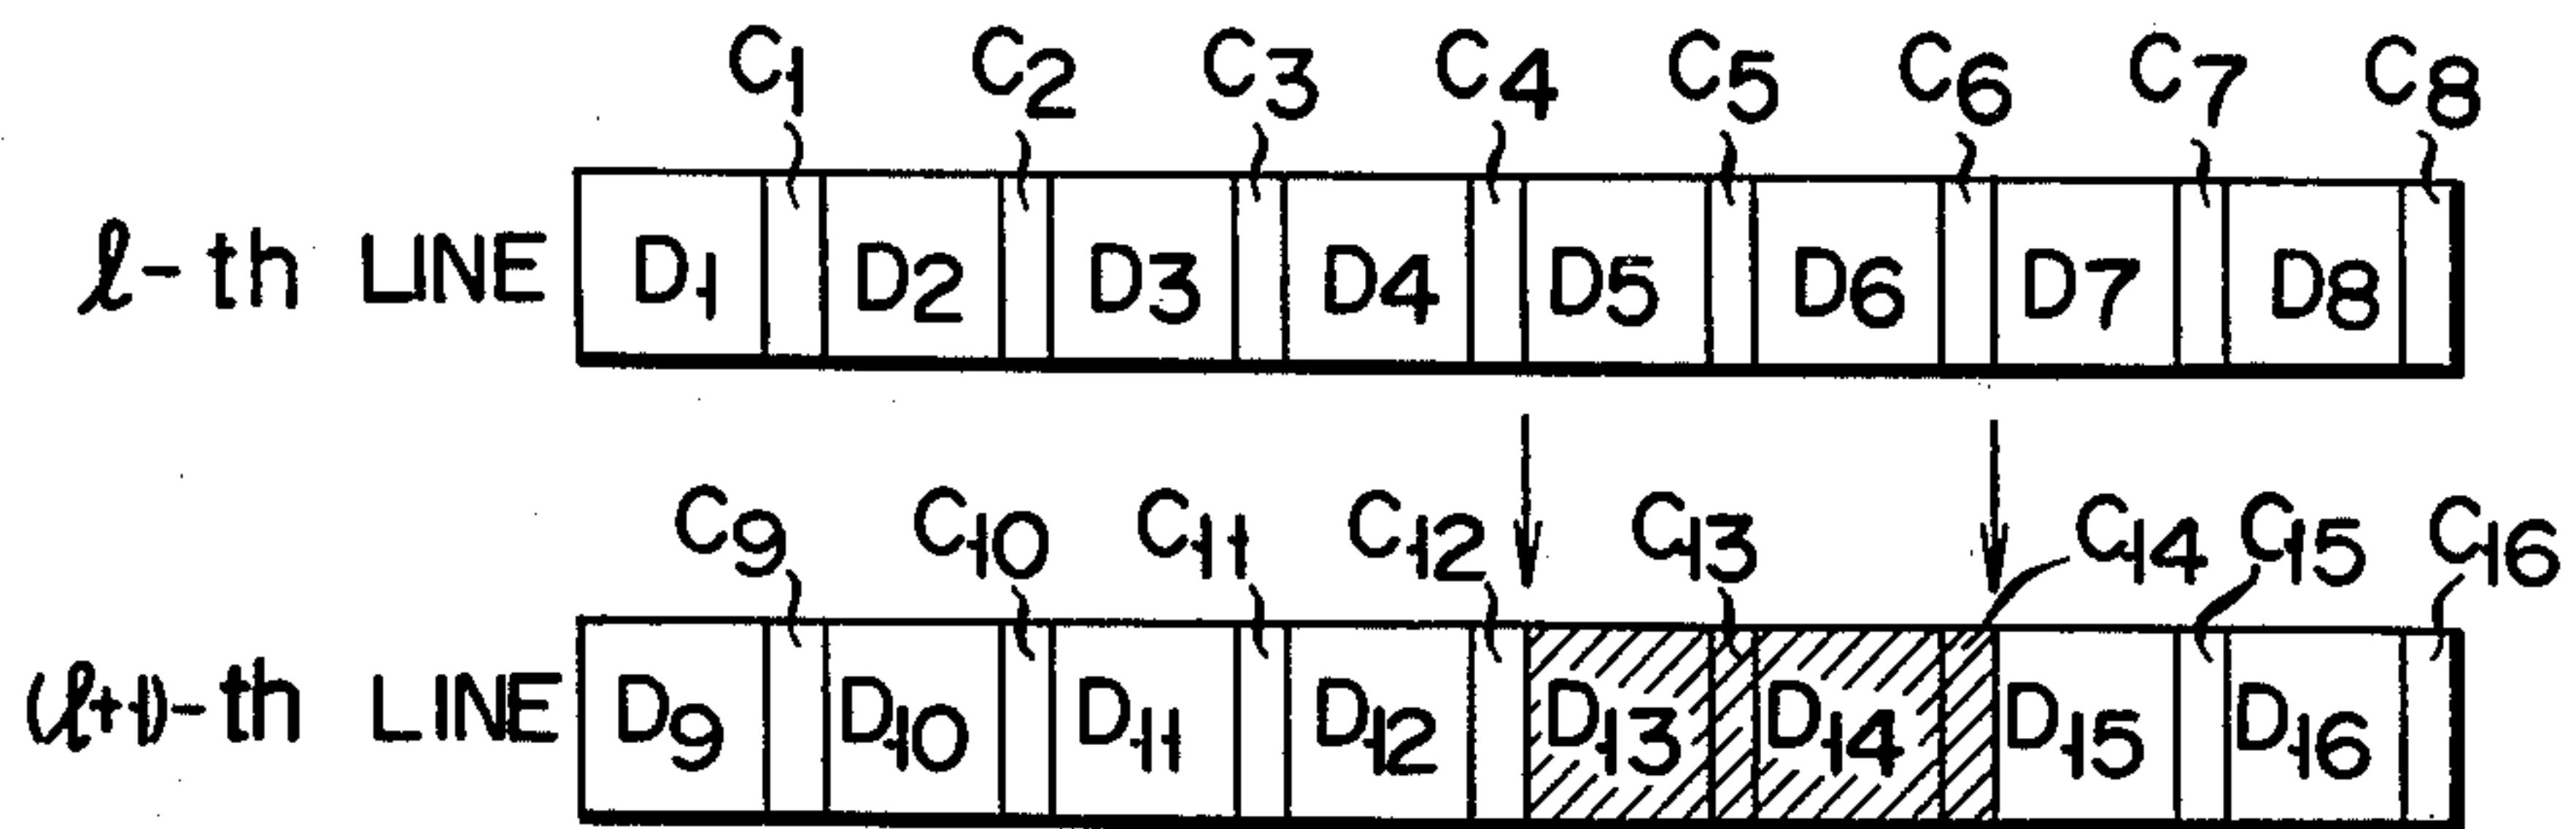 C1 C2 C3 C4 C5 C6 C7 C8
ℓ-th LINE D1 D2 D3 D4 D5 D6 D7 D8
C9 C10 C11 C12 C13 C14 C15 C16
(ℓ+1)-th LINE D9 D10 D11 D12 D13 D14 D15 D16